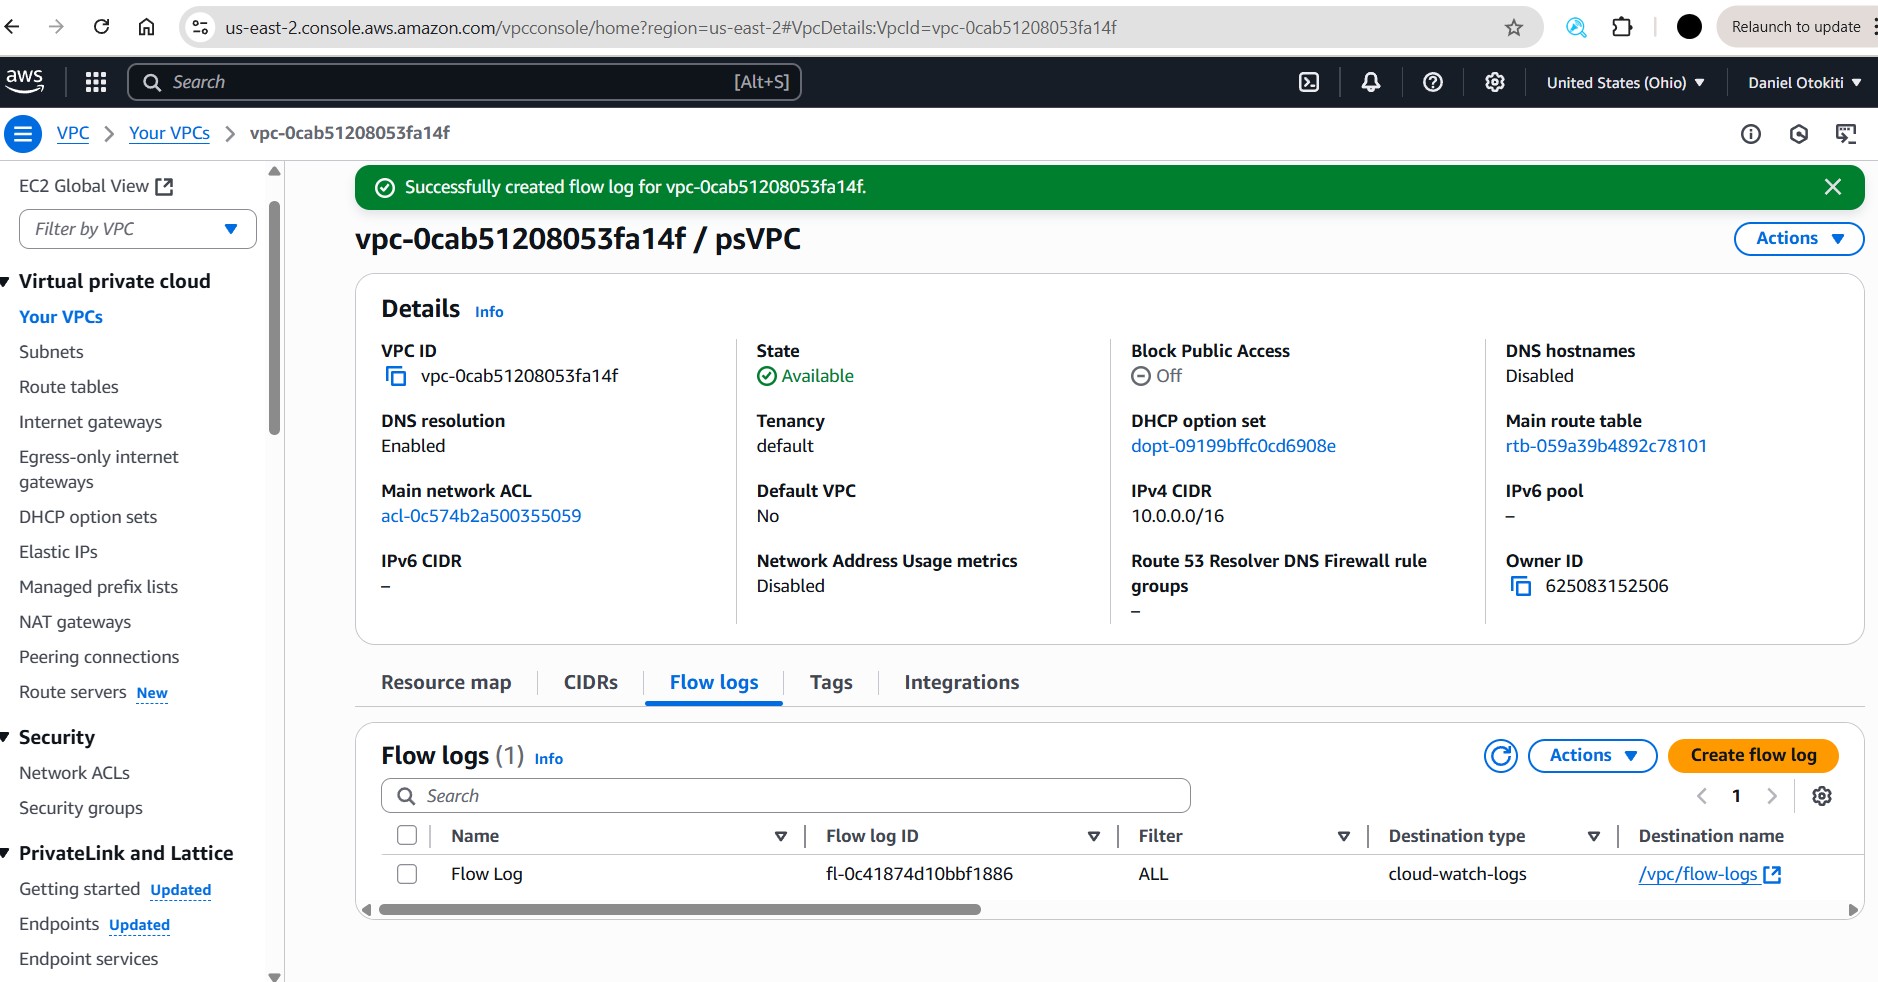 us-east-2.console.aws.amazon.com/vpcconsole/home?region=us-east-2#VpcDetails:VpcId=vpc-0cab51208053fa14f
Relaunch to update
aws
Search
[Alt+S]
United States (Ohio)
Daniel Otokiti
VPC
Your VPCs
vpc-0cab51208053fa14f
EC2 Global View
Filter by VPC
Virtual private cloud
Your VPCs
Subnets
Route tables
Internet gateways
Egress-only internet
gateways
DHCP option sets
Elastic IPs
Managed prefix lists
NAT gateways
Peering connections
Route servers New
Security
Network ACLs
Security groups
PrivateLink and Lattice
Getting started Updated
Endpoints Updated
Endpoint services
Successfully created flow log for vpc-0cab51208053fa14f.
vpc-0cab51208053fa14f / psVPC
Actions
Details Info
VPC ID
vpc-0cab51208053fa14f
State
Available
Block Public Access
Off
DNS hostnames
Disabled
DNS resolution
Enabled
Tenancy
default
DHCP option set
dopt-09199bffc0cd6908e
Main route table
rtb-059a39b4892c78101
Main network ACL
acl-0c574b2a500355059
Default VPC
No
IPv4 CIDR
10.0.0.0/16
IPv6 pool
–
IPv6 CIDR
–
Network Address Usage metrics
Disabled
Route 53 Resolver DNS Firewall rule
groups
–
Owner ID
625083152506
Resource map
CIDRs
Flow logs
Tags
Integrations
Flow logs (1) Info
Actions
Create flow log
Search
1
Name
Flow log ID
Filter
Destination type
Destination name
Flow Log
fl-0c41874d10bbf1886
ALL
cloud-watch-logs
/vpc/flow-logs